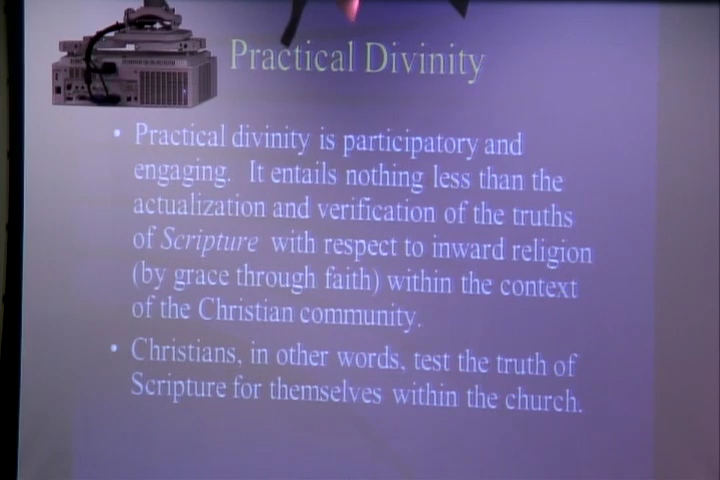 Practical Divinity
• Practical divinity is participatory and
engaging. It entails nothing less than the
actualization and verification of the truths
of Scripture with respect to inward religion
(by grace through faith) within the context
of the Christian community.
• Christians, in other words, test the truth of
Scripture for themselves within the church.